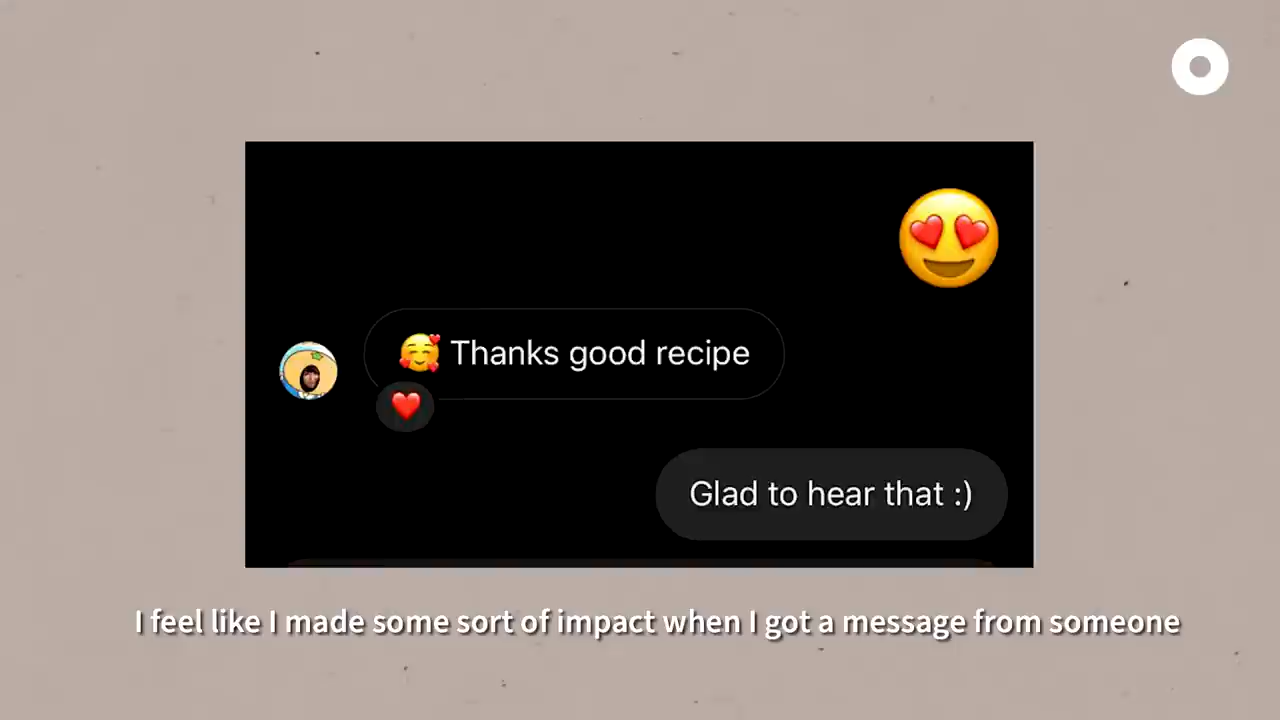 🥰 Thanks good recipe
Glad to hear that :)
I feel like I made some sort of impact when I got a message from someone